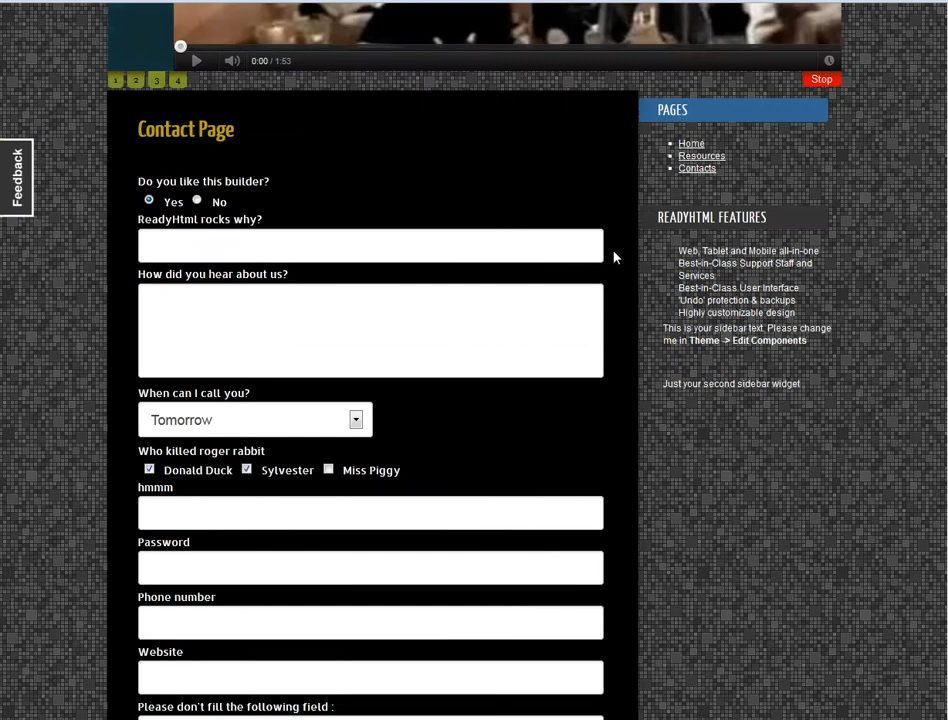 0:00 / 1:53
1 2 3 4
Stop
Feedback
Contact Page
Do you like this builder?
Yes No
ReadyHtml rocks why?
How did you hear about us?
When can I call you?
Tomorrow
Who killed roger rabbit
Donald Duck Sylvester Miss Piggy
hmmm
Password
Phone number
Website
Please don't fill the following field :
PAGES
Home
Resources
Contacts
READYHTML FEATURES
Web, Tablet and Mobile all-in-one
Best-in-Class Support Staff and
Services
Best-in-Class User Interface
'Undo' protection & backups
Highly customizable design
This is your sidebar text. Please change
me in Theme -> Edit Components
Just your second sidebar widget